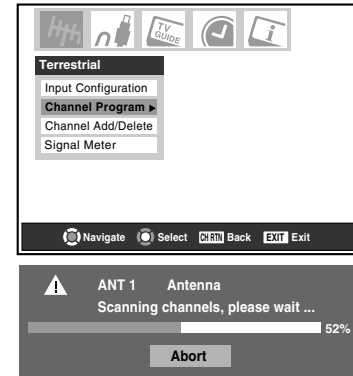 TV
GUIDE
i
Terrestrial
Input Configuration
Channel Program
Channel Add/Delete
Signal Meter
Navigate Select CH RTN Back EXIT Exit
ANT 1 Antenna
Scanning channels, please wait ...
52%
Abort